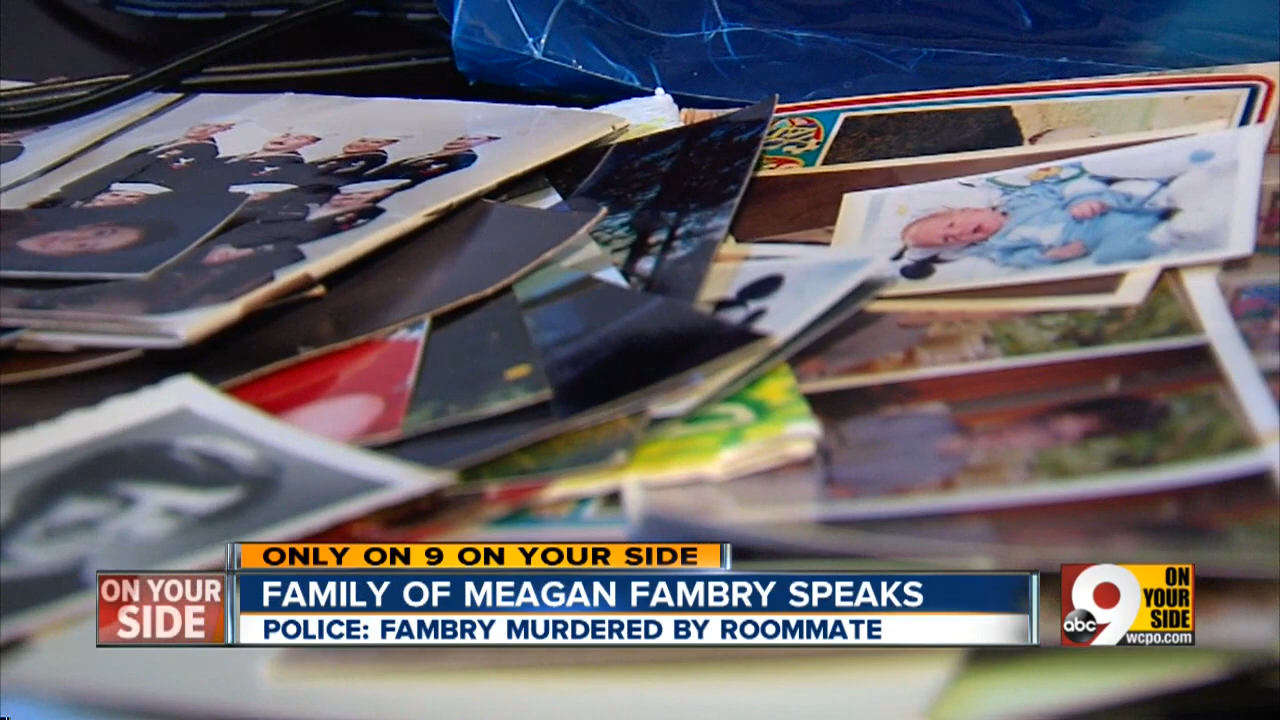 ONLY ON 9 ON YOUR SIDE
ON YOUR
SIDE
FAMILY OF MEAGAN FAMBRY SPEAKS
POLICE: FAMBRY MURDERED BY ROOMMATE
abc
9
ON
YOUR
SIDE
wcpo.com